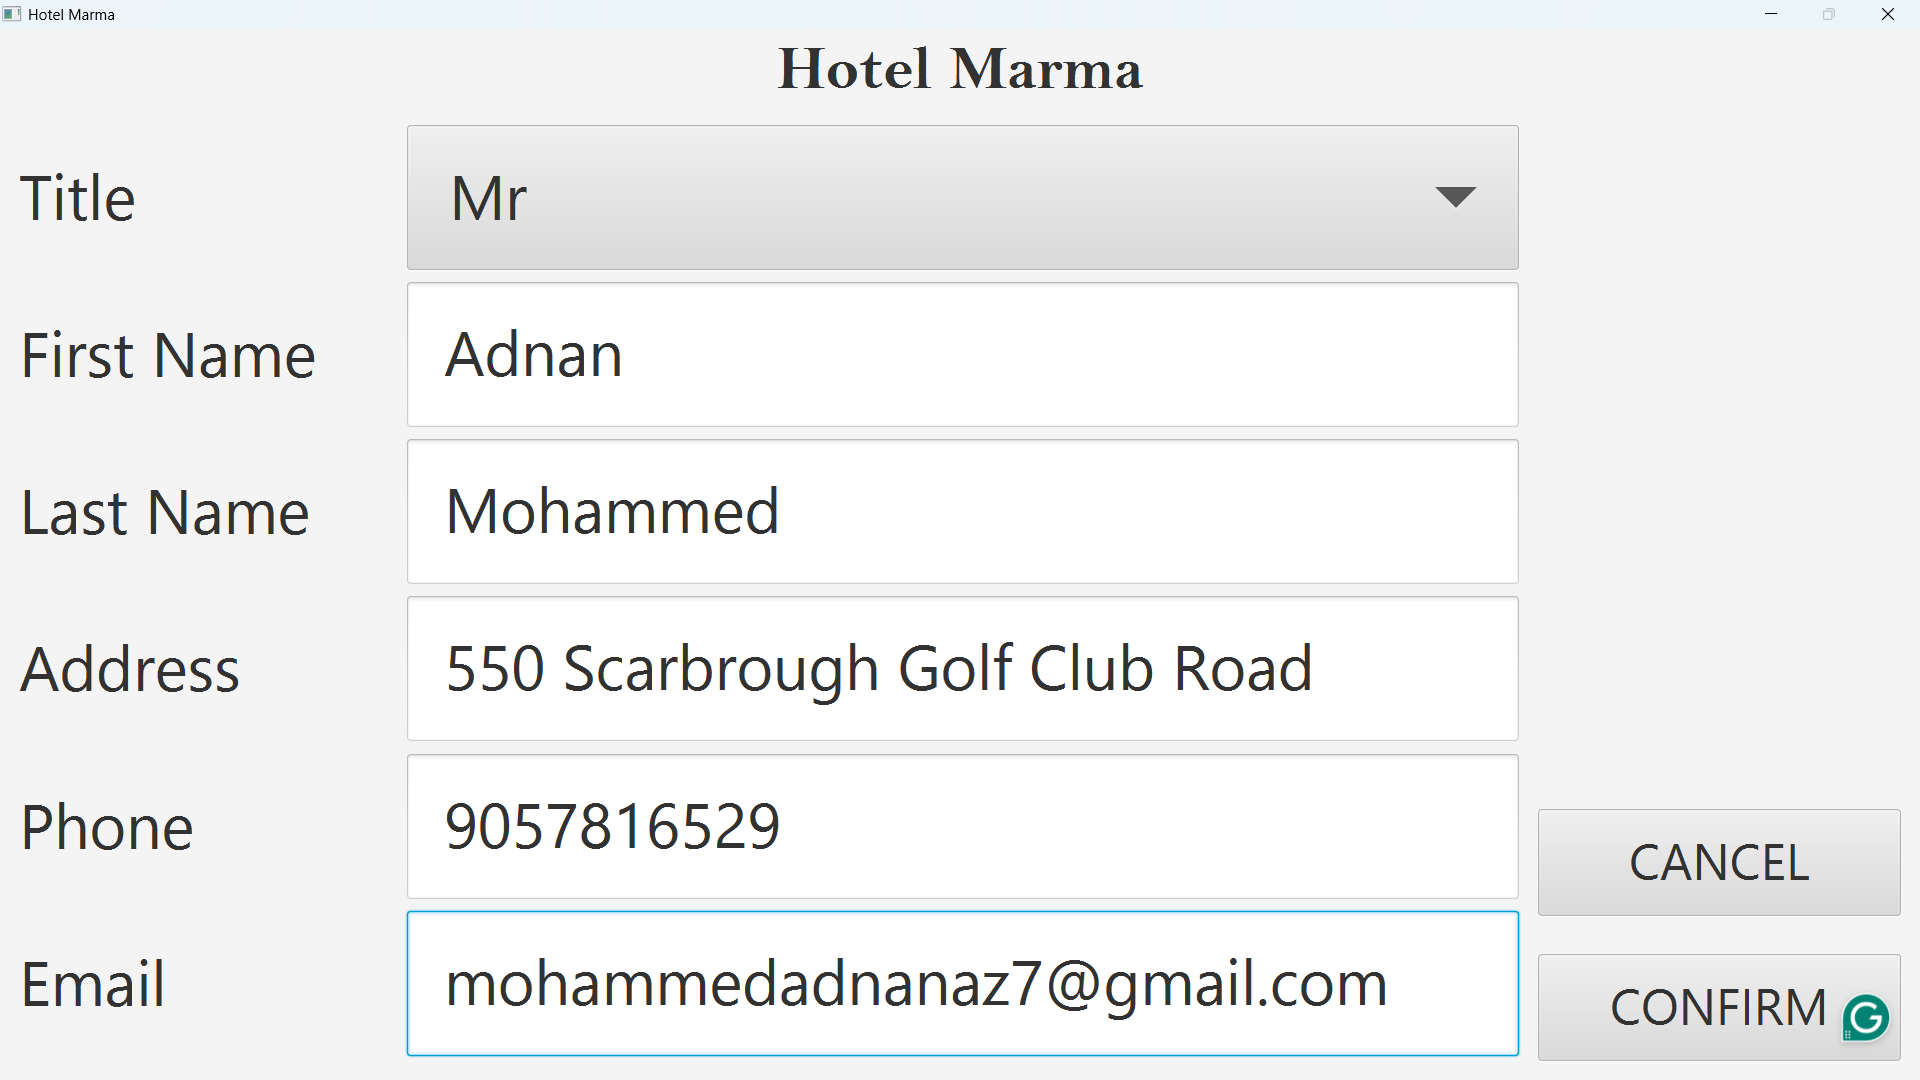 Hotel Marma
Hotel Marma
Title
Mr
First Name
Adnan
Last Name
Mohammed
Address
550 Scarbrough Golf Club Road
Phone
9057816529
CANCEL
Email
mohammedadnanaz7@gmail.com
CONFIRM